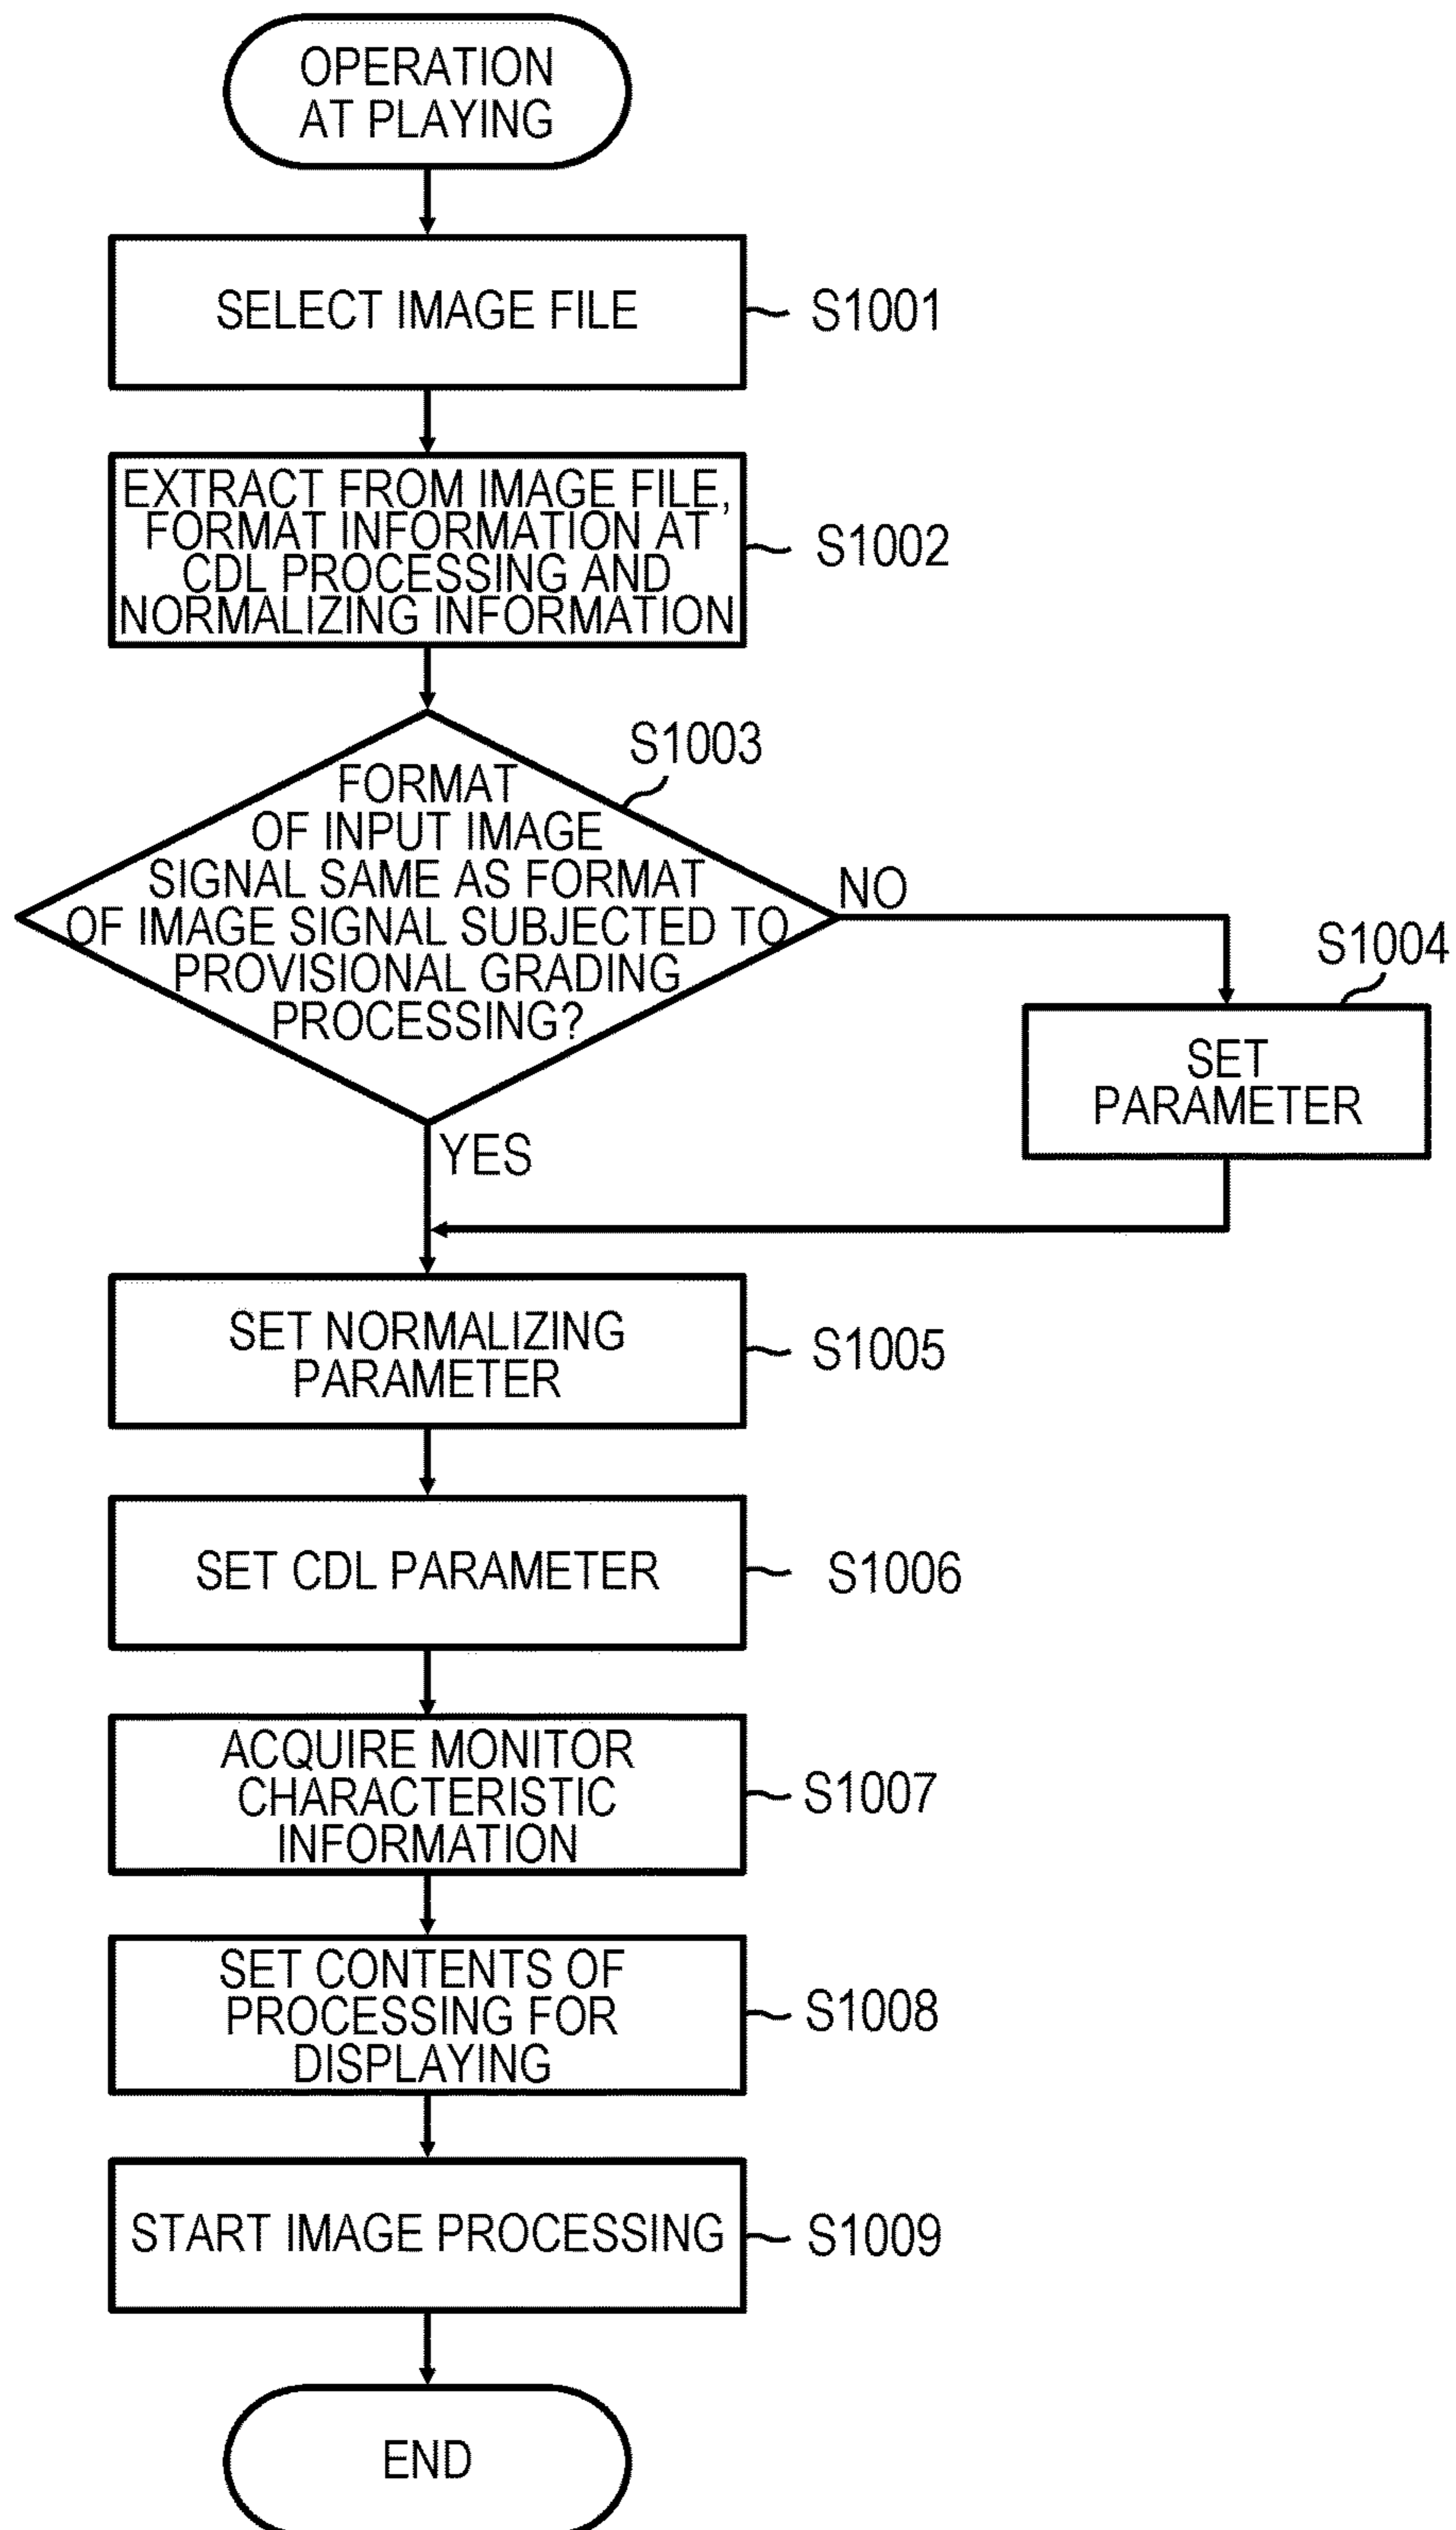 OPERATION
AT PLAYING
SELECT IMAGE FILE
S1001
EXTRACT FROM IMAGE FILE,
FORMAT INFORMATION AT
CDL PROCESSING AND
NORMALIZING INFORMATION
S1002
S1003
FORMAT
OF INPUT IMAGE
SIGNAL SAME AS FORMAT
OF IMAGE SIGNAL SUBJECTED TO
PROVISIONAL GRADING
PROCESSING?
NO
S1004
SET
PARAMETER
YES
SET NORMALIZING
PARAMETER
S1005
SET CDL PARAMETER
S1006
ACQUIRE MONITOR
CHARACTERISTIC
INFORMATION
S1007
SET CONTENTS OF
PROCESSING FOR
DISPLAYING
S1008
START IMAGE PROCESSING
S1009
END